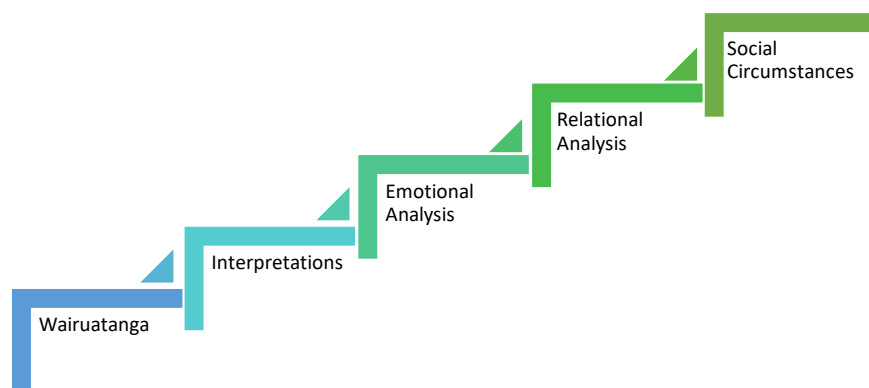 Social
Circumstances
Relational
Analysis
Emotional
Analysis
Interpretations
Wairuatanga